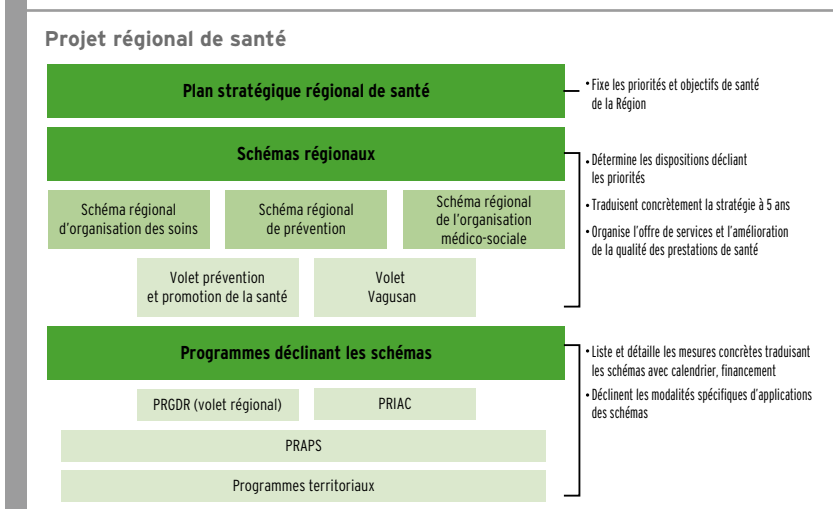 Projet régional de santé
Plan stratégique régional de santé
• Fixe les priorités et objectifs de santé
de la Région
Schémas régionaux
• Détermine les dispositions décliant
les priorités
• Traduisent concrètement la stratégie à 5 ans
• Organise l'offre de services et l'amélioration
de la qualité des prestations de santé
Schéma régional
d'organisation des soins
Schéma régional
de prévention
Schéma régional
de l'organisation
médico-sociale
Volet prévention
et promotion de la santé
Volet
Vagusan
Programmes déclinant les schémas
• Liste et détaille les mesures concrètes traduisant
les schémas avec calendrier, financement
• Déclinent les modalités spécifiques d'applications
des schémas
PRGDR (volet régional)
PRIAC
PRAPS
Programmes territoriaux